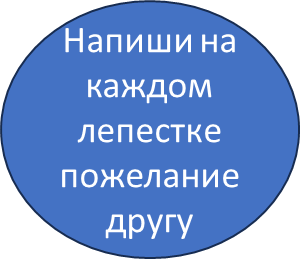 Напиши на
каждом
лепестке
пожелание
другу